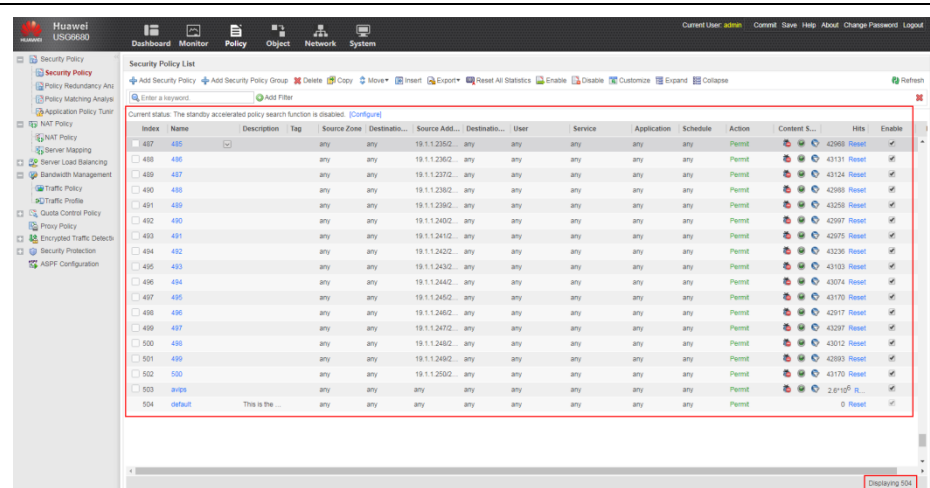 Huawei
USG6680
HUAWEI
Dashboard Monitor Policy Object Network System
Current User: admin Commit Save Help About Change Password Logout
Security Policy
Security Policy
Policy Redundancy Ana
Policy Matching Analysi
Application Policy Tunin
NAT Policy
NAT Policy
Server Mapping
Server Load Balancing
Bandwidth Management
Traffic Policy
Traffic Profile
Quota Control Policy
Proxy Policy
Encrypted Traffic Detecti
Security Protection
ASPF Configuration
Security Policy List
Add Security Policy Add Security Policy Group Delete Copy Move Insert Export Reset All Statistics Enable Disable Customize Expand Collapse Refresh
Enter a keyword. Add Filter
Current status: The standby accelerated policy search function is disabled. [Configure]
Index Name Description Tag Source Zone Destinatio... Source Add... Destinatio... User Service Application Schedule Action Content S... Hits Enable
487 485 any any 19.1.1.235/2... any any any any any Permit 42968 Reset
488 486 any any 19.1.1.236/2... any any any any any Permit 43131 Reset
489 487 any any 19.1.1.237/2... any any any any any Permit 43124 Reset
490 488 any any 19.1.1.238/2... any any any any any Permit 42988 Reset
491 489 any any 19.1.1.239/2... any any any any any Permit 43258 Reset
492 490 any any 19.1.1.240/2... any any any any any Permit 42997 Reset
493 491 any any 19.1.1.241/2... any any any any any Permit 42975 Reset
494 492 any any 19.1.1.242/2... any any any any any Permit 43236 Reset
495 493 any any 19.1.1.243/2... any any any any any Permit 43103 Reset
496 494 any any 19.1.1.244/2... any any any any any Permit 43074 Reset
497 495 any any 19.1.1.245/2... any any any any any Permit 43170 Reset
498 496 any any 19.1.1.246/2... any any any any any Permit 42917 Reset
499 497 any any 19.1.1.247/2... any any any any any Permit 43297 Reset
500 498 any any 19.1.1.248/2... any any any any any Permit 43012 Reset
501 499 any any 19.1.1.249/2... any any any any any Permit 42893 Reset
502 500 any any 19.1.1.250/2... any any any any any Permit 43170 Reset
503 avips any any any any any any any any Permit 2.6*10⁶ R...
504 default This is the ... any any any any any any any any Permit 0 Reset
Displaying 504